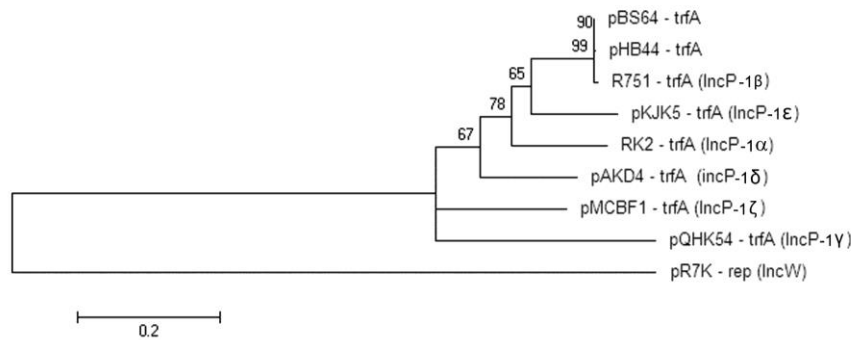 90
pBS64 - trfA
99
pHB44 - trfA
R751 - trfA (IncP-1β)
65
pKJK5 - trfA (IncP-1ε)
78
RK2 - trfA (IncP-1α)
67
pAKD4 - trfA (incP-1δ)
pMCBF1 - trfA (IncP-1ζ)
pQHK54 - trfA (IncP-1γ)
pR7K - rep (IncW)
0.2